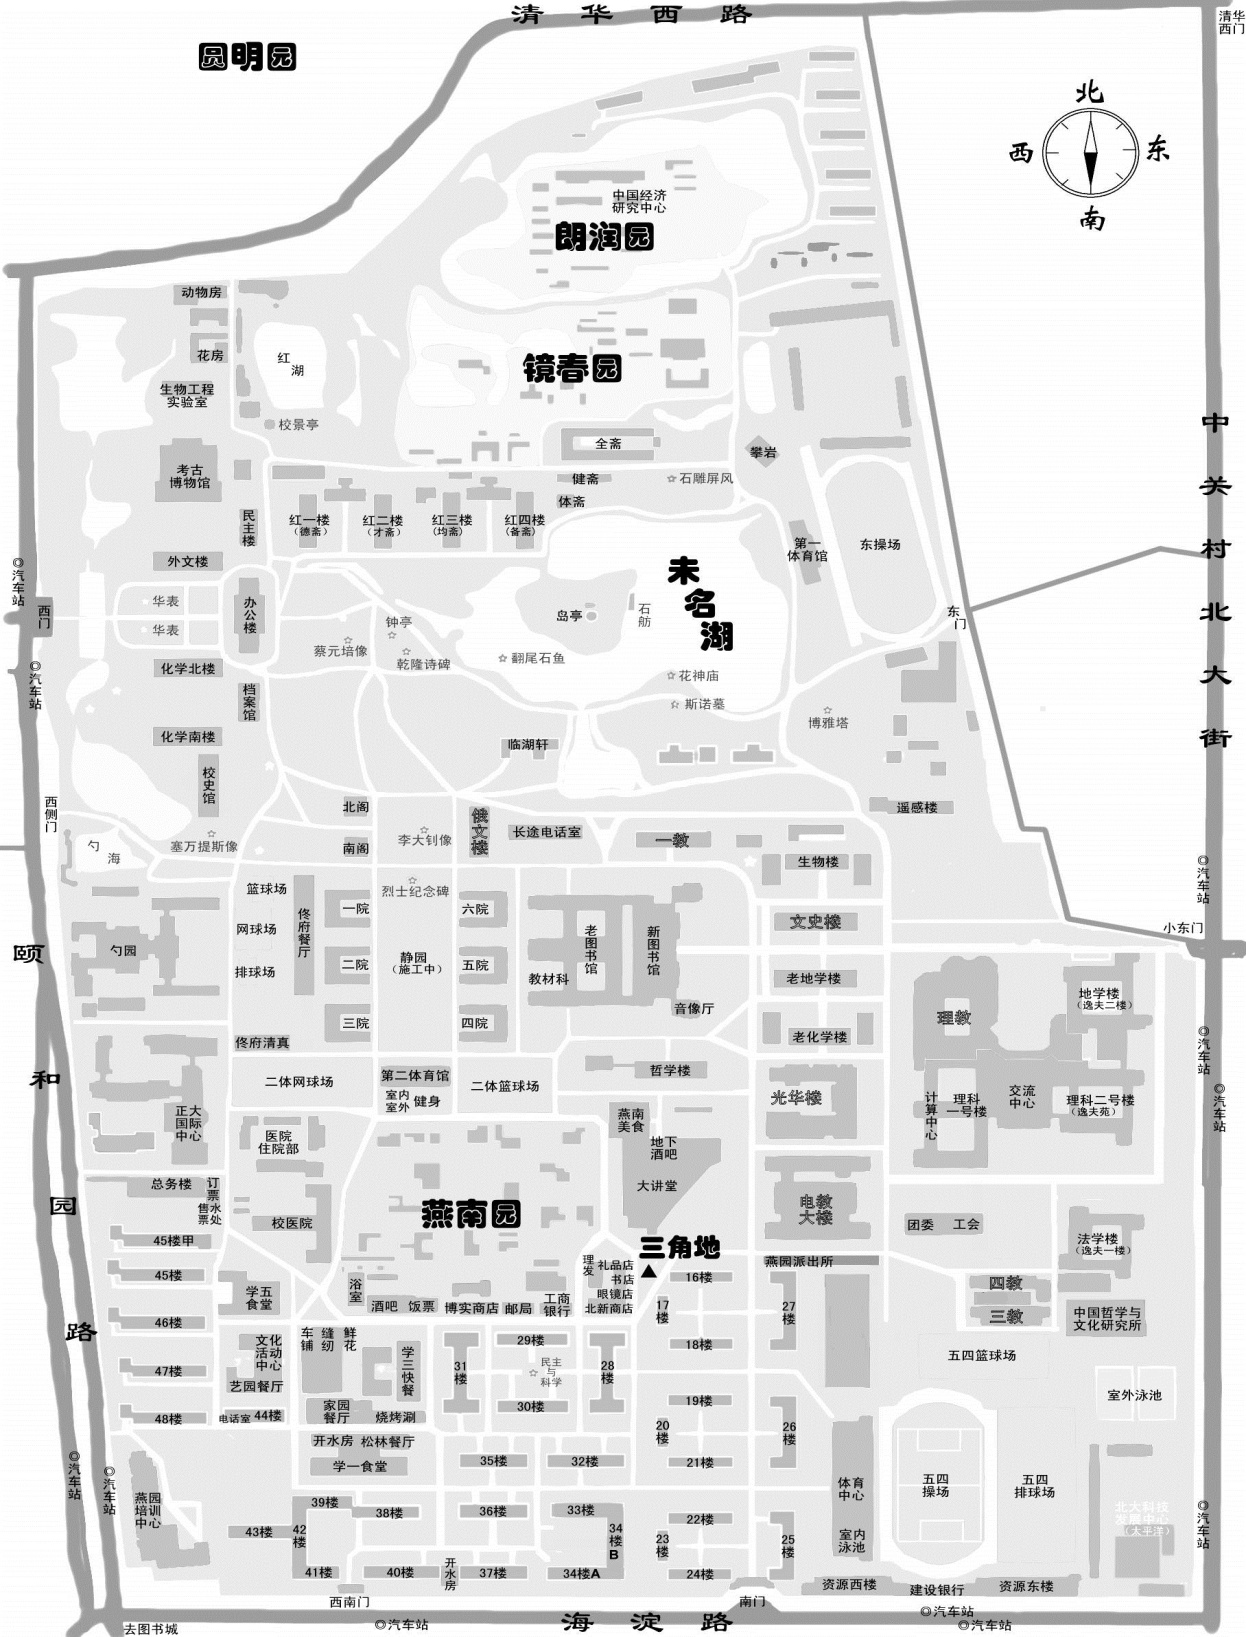 清华西路
清华
西门
圆明园
北
西
东
南
中国经济
研究中心
朗润园
动物房
花房
红
湖
生物工程
实验室
镜春园
校景亭
中关村北大街
全斋
攀岩
考古
博物馆
健斋
石雕屏风
体斋
民主楼
红一楼
(德斋)
红二楼
(才斋)
红三楼
(均斋)
红四楼
(备斋)
第一
体育馆
东操场
外文楼
未名湖
汽车站
西门
华表
华表
办公楼
钟亭
岛亭
石舫
东门
蔡元培像
乾隆诗碑
翻尾石鱼
化学北楼
花神庙
汽车站
档案馆
斯诺墓
博雅塔
化学南楼
临湖轩
校史馆
西侧门
北阁
俄文楼
遥感楼
塞万提斯像
南阁
李大钊像
长途电话室
一教
勺
海
生物楼
汽车站
篮球场
烈士纪念碑
佟府餐厅
一院
六院
网球场
老图书馆
新图书馆
文史楼
小东门
颐和园路
勺园
静园
(施工中)
二院
五院
排球场
教材科
老地学楼
地学楼
(逸夫二楼)
音像厅
理教
三院
四院
老化学楼
佟府清真
汽车站
二体网球场
第二体育馆
二体篮球场
哲学楼
室内
室外
健身
光华楼
计算中心
理科
一号楼
交流
中心
理科二号楼
(逸夫苑)
汽车站
正大
国际
中心
燕南
美食
医院
住院部
地下
酒吧
总务楼
订票
售票
水处
大讲堂
燕南园
电教
大楼
校医院
团委
工会
45楼甲
三角地
法学楼
(逸夫一楼)
理发
礼品店
书店
眼镜店
北新商店
燕园派出所
45楼
16楼
学五
食堂
浴室
酒吧
饭票
博实商店
邮局
工商
银行
17楼
27楼
四教
三教
中国哲学与
文化研究所
46楼
文化
活动
中心
车铺
缝纫
鲜花
29楼
18楼
学三快餐
31楼
民主
与
科学
28楼
五四篮球场
47楼
艺园餐厅
室外泳池
家园
餐厅
烧烤涮
30楼
19楼
48楼
电话室
44楼
20楼
26楼
开水房
松林餐厅
学一食堂
35楼
32楼
21楼
汽车站
汽车站
燕园
培训
中心
体育
中心
五四
操场
五四
排球场
39楼
38楼
36楼
33楼
22楼
北大科技
发展中心
(太平洋)
汽车站
43楼
42楼
34楼B
23楼
25楼
室内
泳池
41楼
40楼
开水房
37楼
34楼A
24楼
资源西楼
建设银行
资源东楼
西南门
南门
汽车站
海淀路
汽车站
汽车站
去图书城